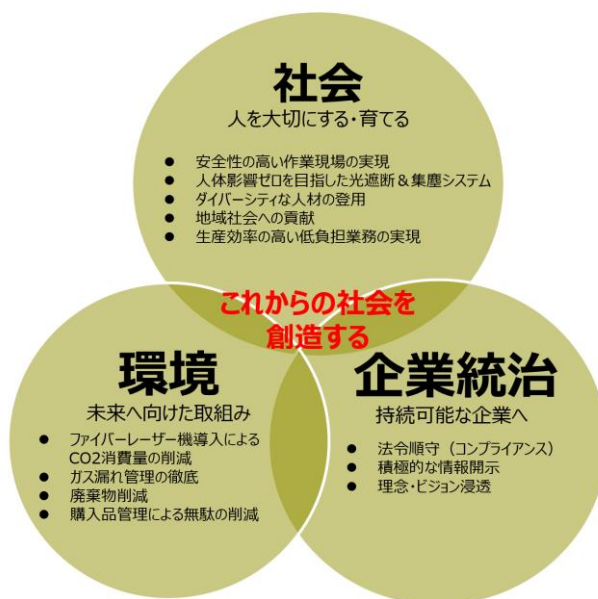 社会
人を大切にする・育てる
● 安全性の高い作業現場の実現
● 人体影響ゼロを目指した光遮断＆集塵システム
● ダイバーシティな人材の登用
● 地域社会への貢献
● 生産効率の高い低負担業務の実現
これからの社会を
創造する
環境
未来へ向けた取組み
● ファイバーレーザー機導入による
CO2消費量の削減
● ガス漏れ管理の徹底
● 廃棄物削減
● 購入品管理による無駄の削減
企業統治
持続可能な企業へ
● 法令順守（コンプライアンス）
● 積極的な情報開示
● 理念・ビジョン浸透